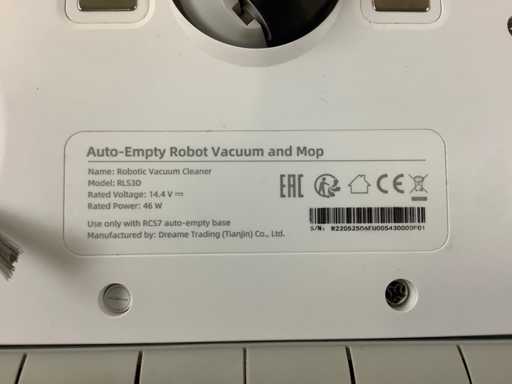 Auto-Empty Robot Vacuum and Mop
Name: Robotic Vacuum Cleaner
Model: RLS3D
Rated Voltage: 14.4 V ⎓
Rated Power: 46 W
Use only with RCS7 auto-empty base
Manufactured by: Dreame Trading (Tianjin) Co., Ltd.
EAC CE
S/N: